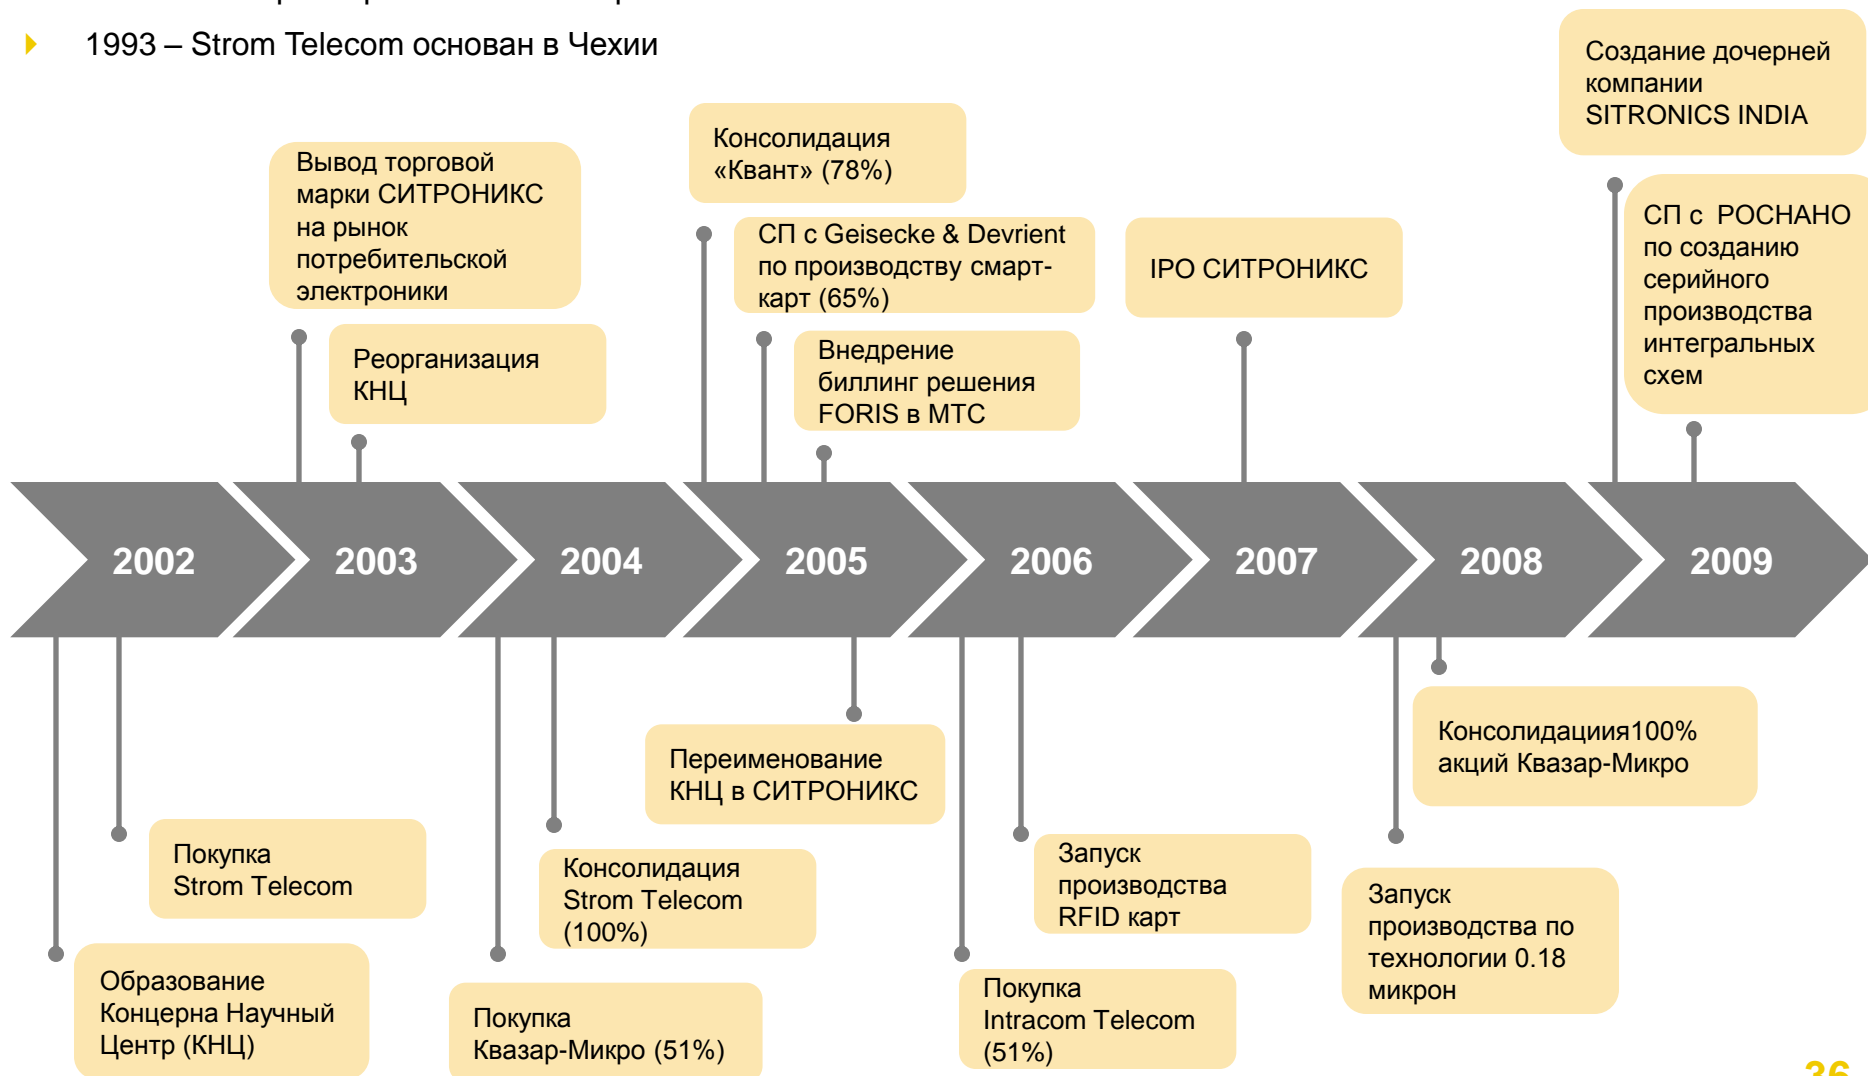 1993 – Strom Telecom основан в Чехии
Создание дочерней
компании
SITRONICS INDIA
Консолидация
«Квант» (78%)
Вывод торговой
марки СИТРОНИКС
на рынок
потребительской
электроники
СП с РОСНАНО
по созданию
серийного
производства
интегральных
схем
СП с Geisecke & Devrient
по производству смарт-
карт (65%)
IPO СИТРОНИКС
Реорганизация
КНЦ
Внедрение
биллинг решения
FORIS в МТС
2002
2003
2004
2005
2006
2007
2008
2009
Консолидациия100%
акций Квазар-Микро
Переименование
КНЦ в СИТРОНИКС
Покупка
Strom Telecom
Консолидация
Strom Telecom
(100%)
Запуск
производства
RFID карт
Запуск
производства по
технологии 0.18
микрон
Образование
Концерна Научный
Центр (КНЦ)
Покупка
Квазар-Микро (51%)
Покупка
Intracom Telecom
(51%)
36